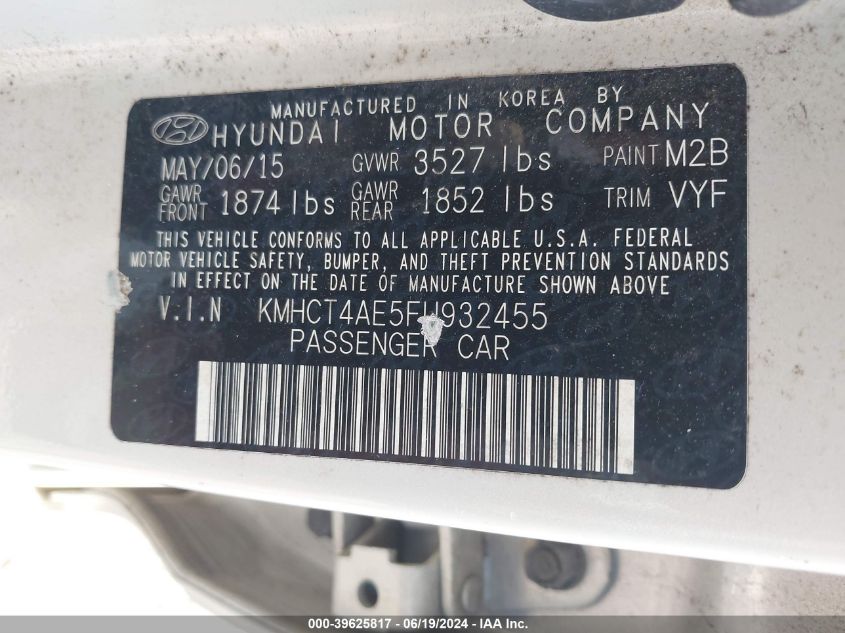 MANUFACTURED IN KOREA BY
HYUNDAI MOTOR COMPANY
MAY/06/15 GVWR 3527 lbs PAINT M2B
GAWR FRONT 1874 lbs GAWR REAR 1852 lbs TRIM VYF
THIS VEHICLE CONFORMS TO ALL APPLICABLE U.S.A. FEDERAL
MOTOR VEHICLE SAFETY, BUMPER, AND THEFT PREVENTION STANDARDS
IN EFFECT ON THE DATE OF MANUFACTURE SHOWN ABOVE
V.I.N KMHCT4AE5FU932455
PASSENGER CAR
000-39625817 - 06/19/2024 - IAA Inc.